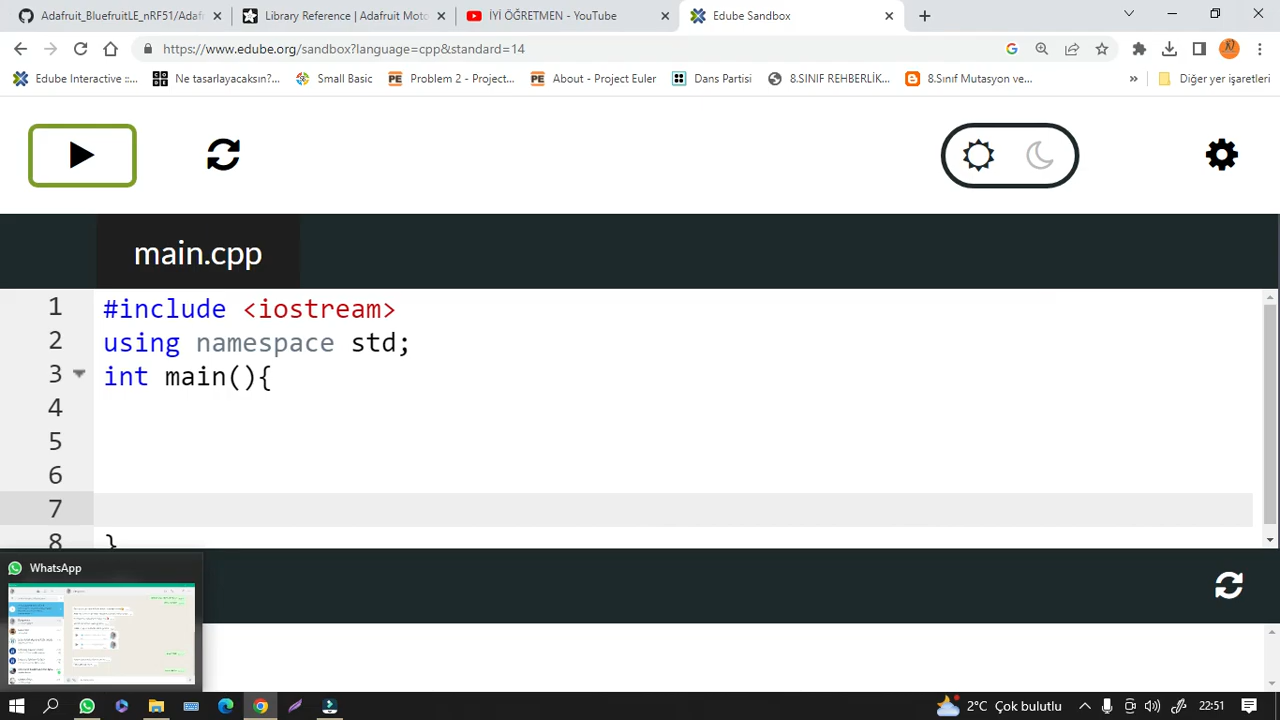 Adafruit_BluefruitLE_nRF51/Adaf
Library Reference | Adafruit Moto
İYİ ÖĞRETMEN - YouTube
Edube Sandbox
https://www.edube.org/sandbox?language=cpp&standard=14
Edube Interactive ::...
Ne tasarlayacaksın?...
Small Basic
Problem 2 - Project...
About - Project Euler
Dans Partisi
8.SINIF REHBERLİK...
8.Sınıf Mutasyon ve...
»
Diğer yer işaretleri
main.cpp
1 #include <iostream>
2 using namespace std;
3 int main(){
4
5
6
7
8 }
WhatsApp
2°C Çok bulutlu
22:51